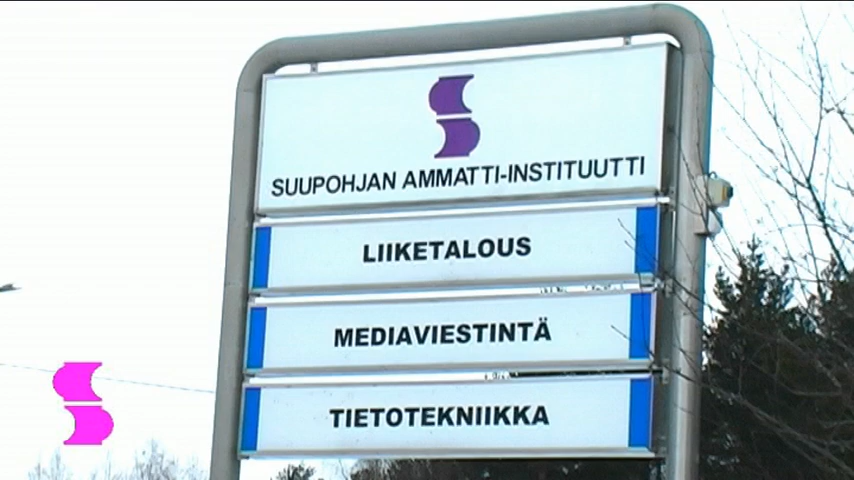 SUUPOHJAN AMMATTI-INSTITUUTTI
LIIKETALOUS
MEDIAVIESTINTÄ
TIETOTEKNIIKKA